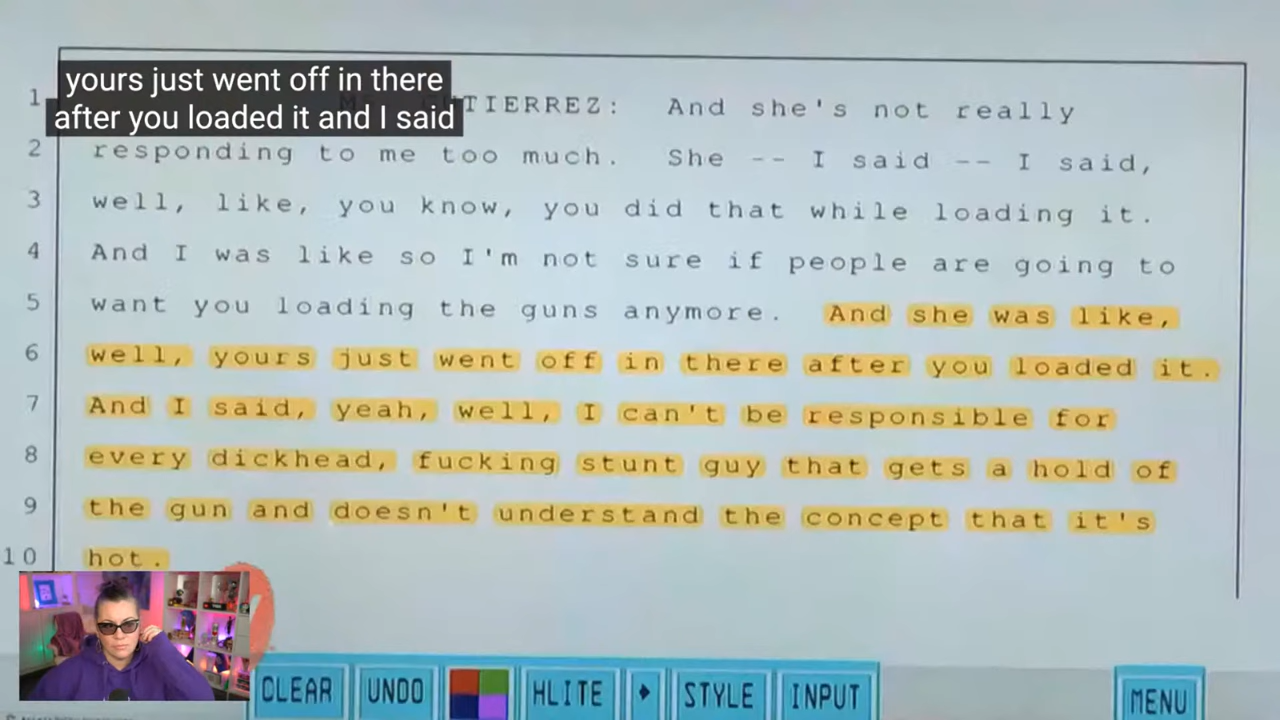 yours just went off in there
after you loaded it and I said
1 TIERREZ: And she's not really
2 responding to me too much. She -- I said -- I said,
3 well, like, you know, you did that while loading it.
4 And I was like so I'm not sure if people are going to
5 want you loading the guns anymore. And she was like,
6 well, yours just went off in there after you loaded it.
7 And I said, yeah, well, I can't be responsible for
8 every dickhead, fucking stunt guy that gets a hold of
9 the gun and doesn't understand the concept that it's
10 hot.
CLEAR UNDO HLITE STYLE INPUT MENU